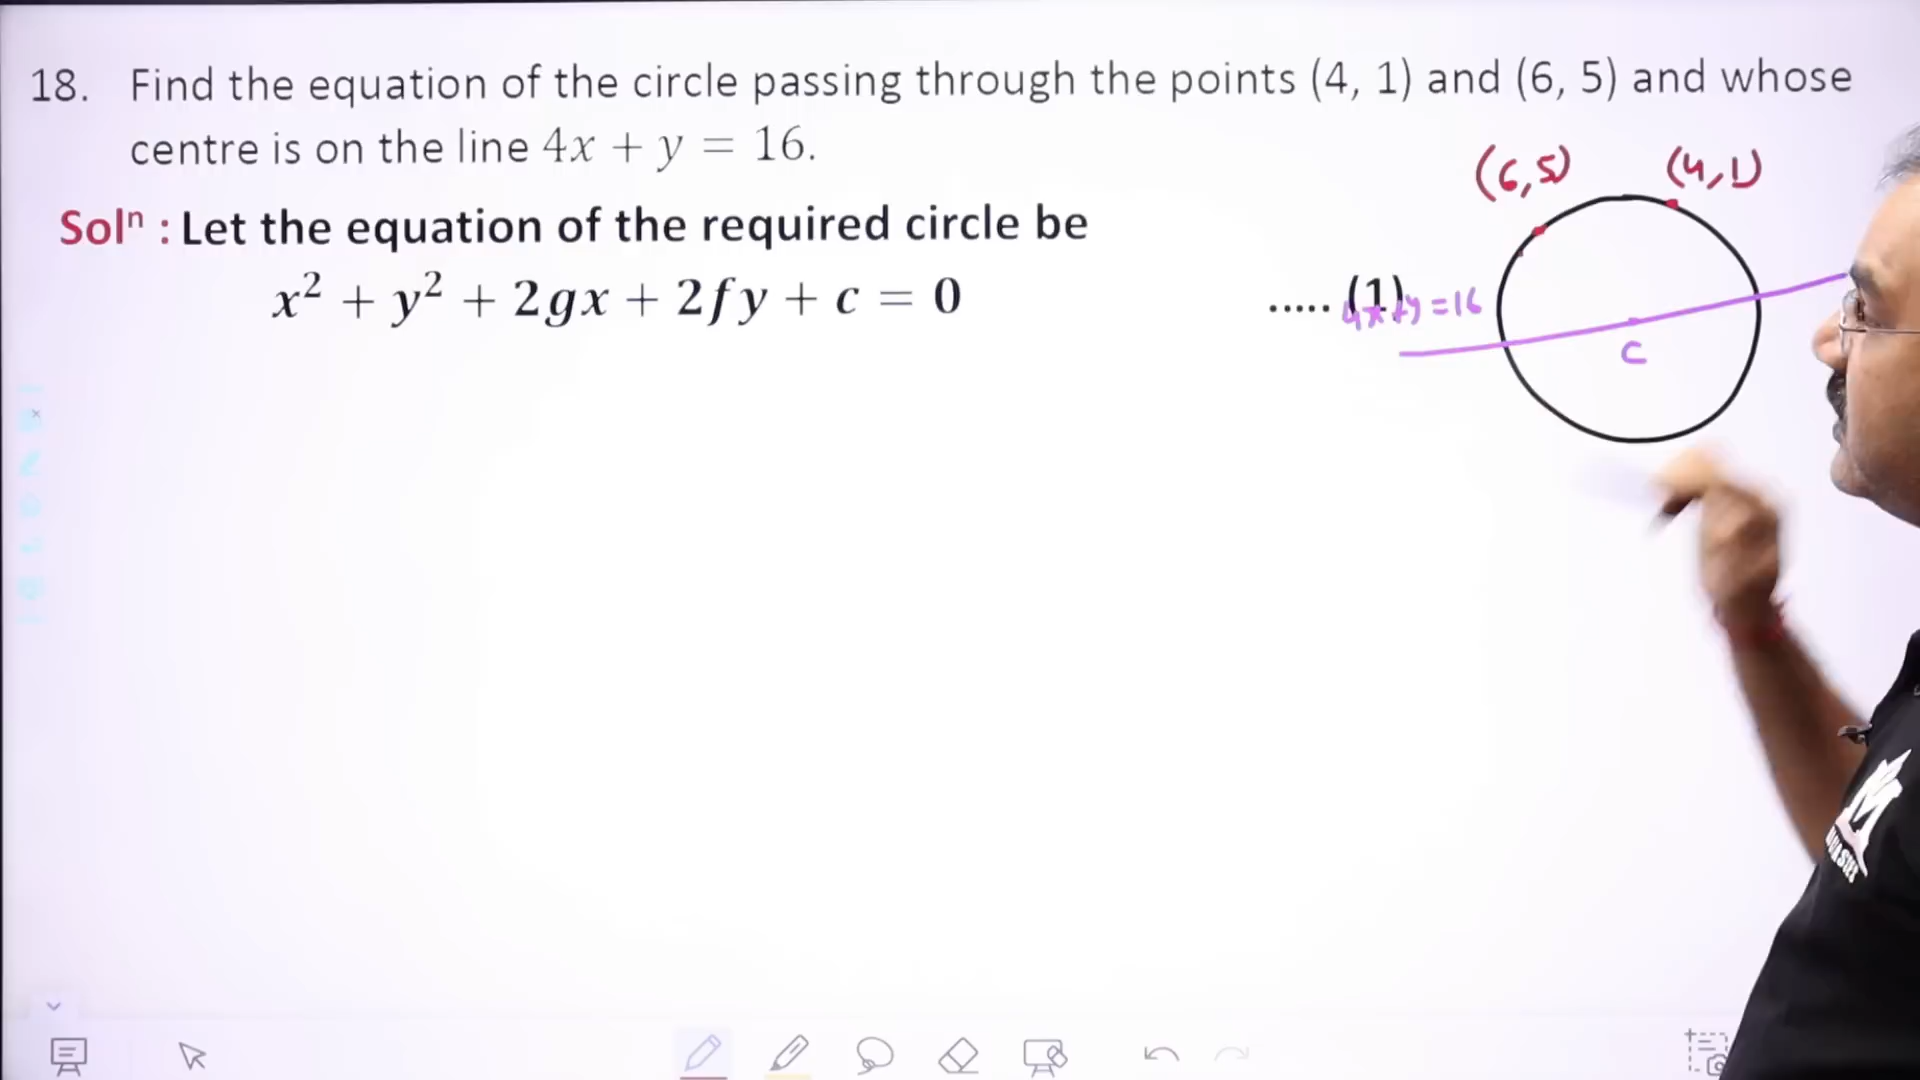 18. Find the equation of the circle passing through the points (4, 1) and (6, 5) and whose
centre is on the line 4x + y = 16.
(6,5) (4,1)
Solⁿ : Let the equation of the required circle be
x² + y² + 2gx + 2fy + c = 0 ..... (1)
4x+y=16
C